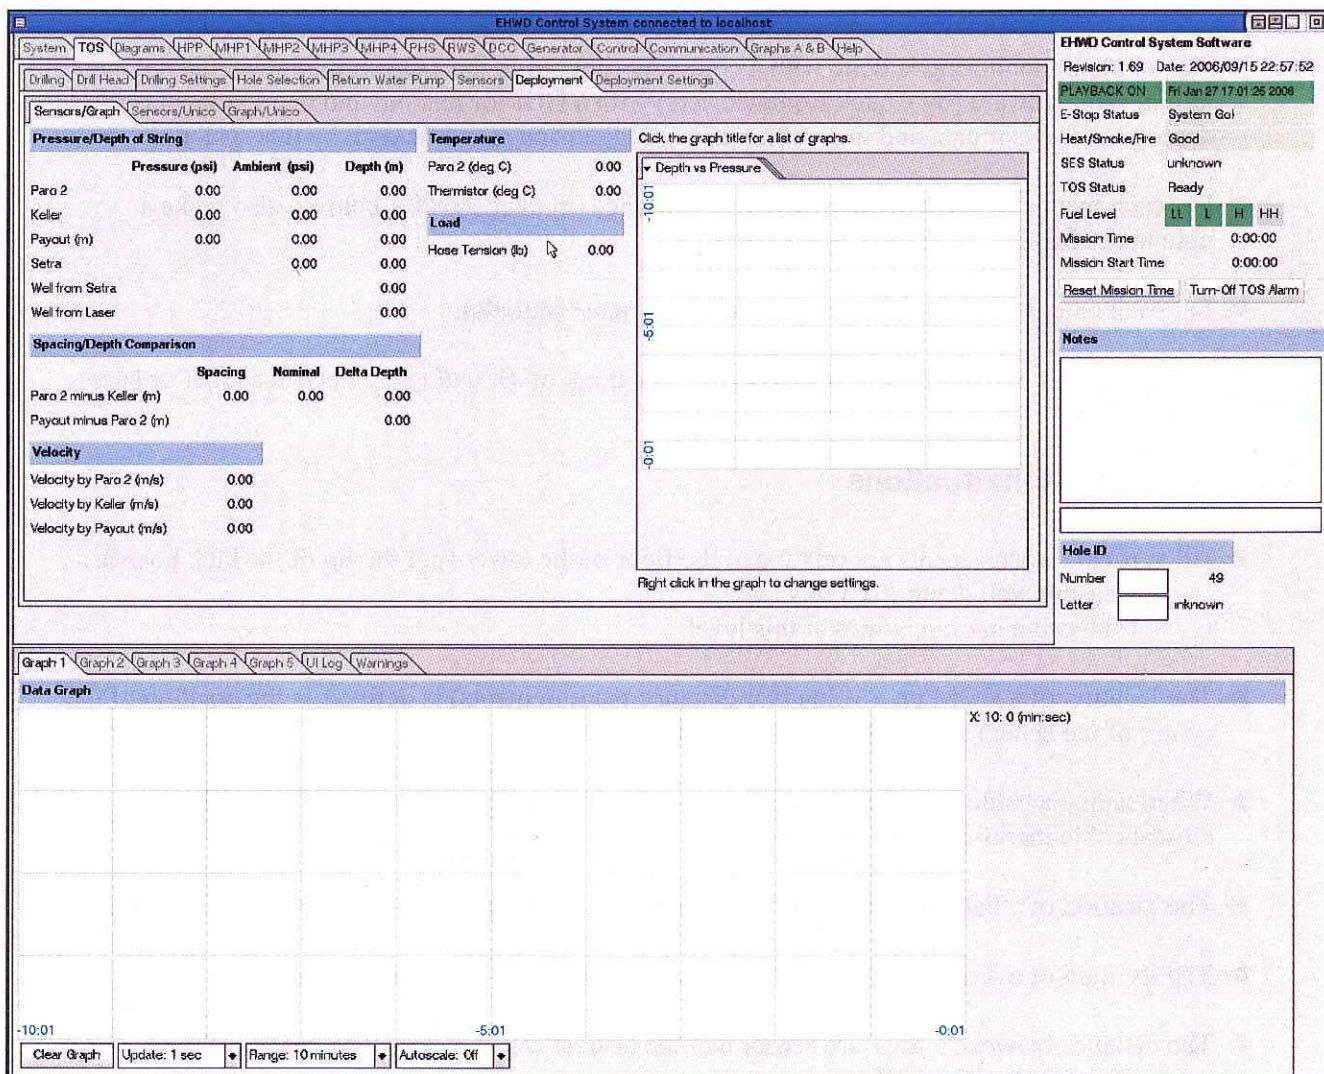 EHWD Control System connected to localhost
System TOS Diagrams HPP MHP1 MHP2 MHP3 MHP4 PHS RWS DCC Generator Control Communication Graphs A & B Help
Drilling Drill Head Drilling Settings Hole Selection Return Water Pump Sensors Deployment Deployment Settings
Sensors/Graph Sensors/Unico Graph/Unico
Pressure/Depth of String
Pressure (psi) Ambient (psi) Depth (m)
Paro 2 0.00 0.00 0.00
Keller 0.00 0.00 0.00
Payout (m) 0.00 0.00 0.00
Setra 0.00 0.00
Well from Setra 0.00
Well from Laser 0.00
Spacing/Depth Comparison
Spacing Nominal Delta Depth
Paro 2 minus Keller (m) 0.00 0.00 0.00
Payout minus Paro 2 (m) 0.00
Velocity
Velocity by Paro 2 (m/s) 0.00
Velocity by Keller (m/s) 0.00
Velocity by Payout (m/s) 0.00
Temperature
Paro 2 (deg C) 0.00
Thermistor (deg C) 0.00
Load
Hose Tension (lb) 0.00
Click the graph title for a list of graphs.
Depth vs Pressure
-10:01
-5:01
-0:01
Right click in the graph to change settings.
EHWD Control System Software
Revision: 1.69 Date: 2006/09/15 22:57:52
PLAYBACK ON Fri Jan 27 17:01:26 2006
E-Stop Status System Go!
Heat/Smoke/Fire Good
SES Status unknown
TOS Status Ready
Fuel Level LL L H HH
Mission Time 0:00:00
Mission Start Time 0:00:00
Reset Mission Time Turn-Off TOS Alarm
Notes
Hole ID
Number 49
Letter unknown
Graph 1 Graph 2 Graph 3 Graph 4 Graph 5 UI Log Warnings
Data Graph
X: 10: 0 (min:sec)
-10:01 -5:01 -0:01
Clear Graph Update: 1 sec Range: 10 minutes Autoscale: Off